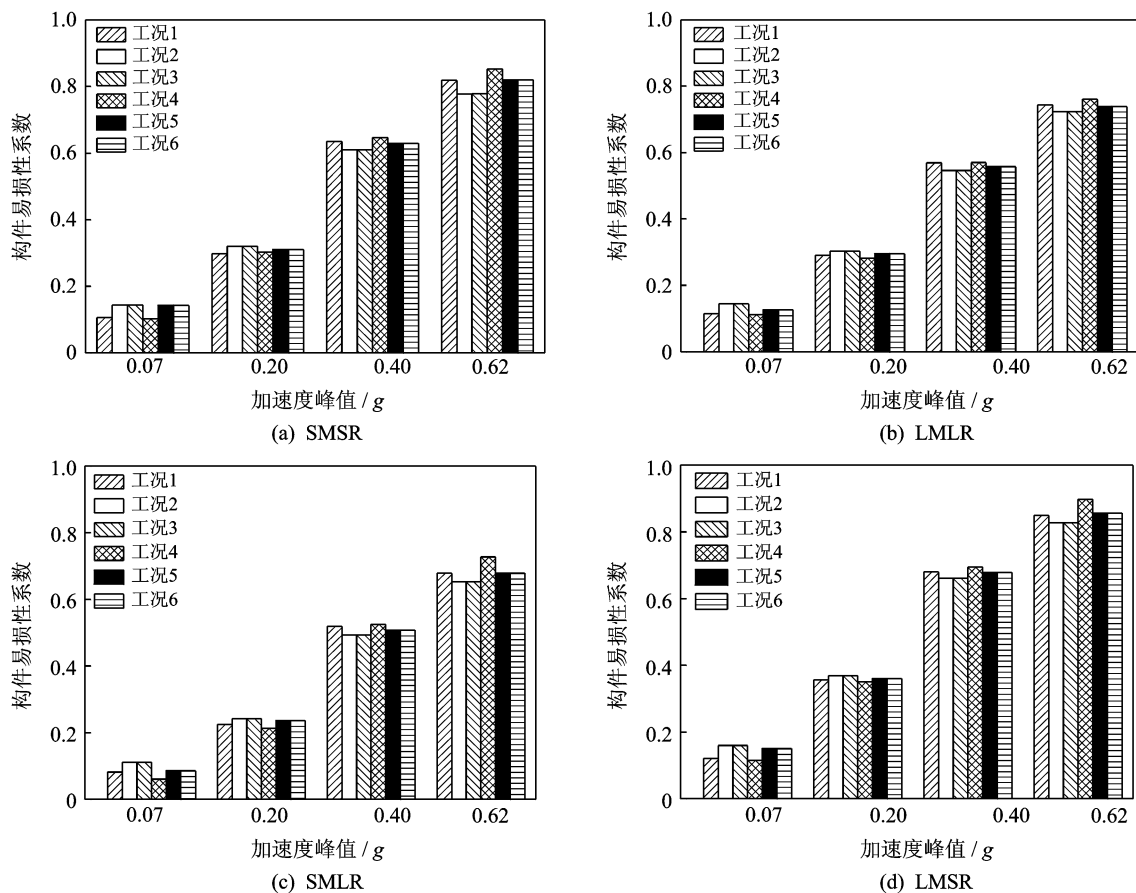 1.0
0.8
0.6
0.4
0.2
0
构件易损性系数
工况1
工况2
工况3
工况4
工况5
工况6
0.07
0.20
0.40
0.62
加速度峰值 / g
(a) SMSR
1.0
0.8
0.6
0.4
0.2
0
构件易损性系数
工况1
工况2
工况3
工况4
工况5
工况6
0.07
0.20
0.40
0.62
加速度峰值 / g
(b) LMLR
1.0
0.8
0.6
0.4
0.2
0
构件易损性系数
工况1
工况2
工况3
工况4
工况5
工况6
0.07
0.20
0.40
0.62
加速度峰值 / g
(c) SMLR
1.0
0.8
0.6
0.4
0.2
0
构件易损性系数
工况1
工况2
工况3
工况4
工况5
工况6
0.07
0.20
0.40
0.62
加速度峰值 / g
(d) LMSR